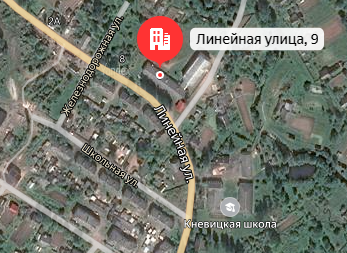 2А
Линейная улица, 9
Железнодорожная ул.
8
Линейная ул.
Школьная ул.
Кневицкая школа